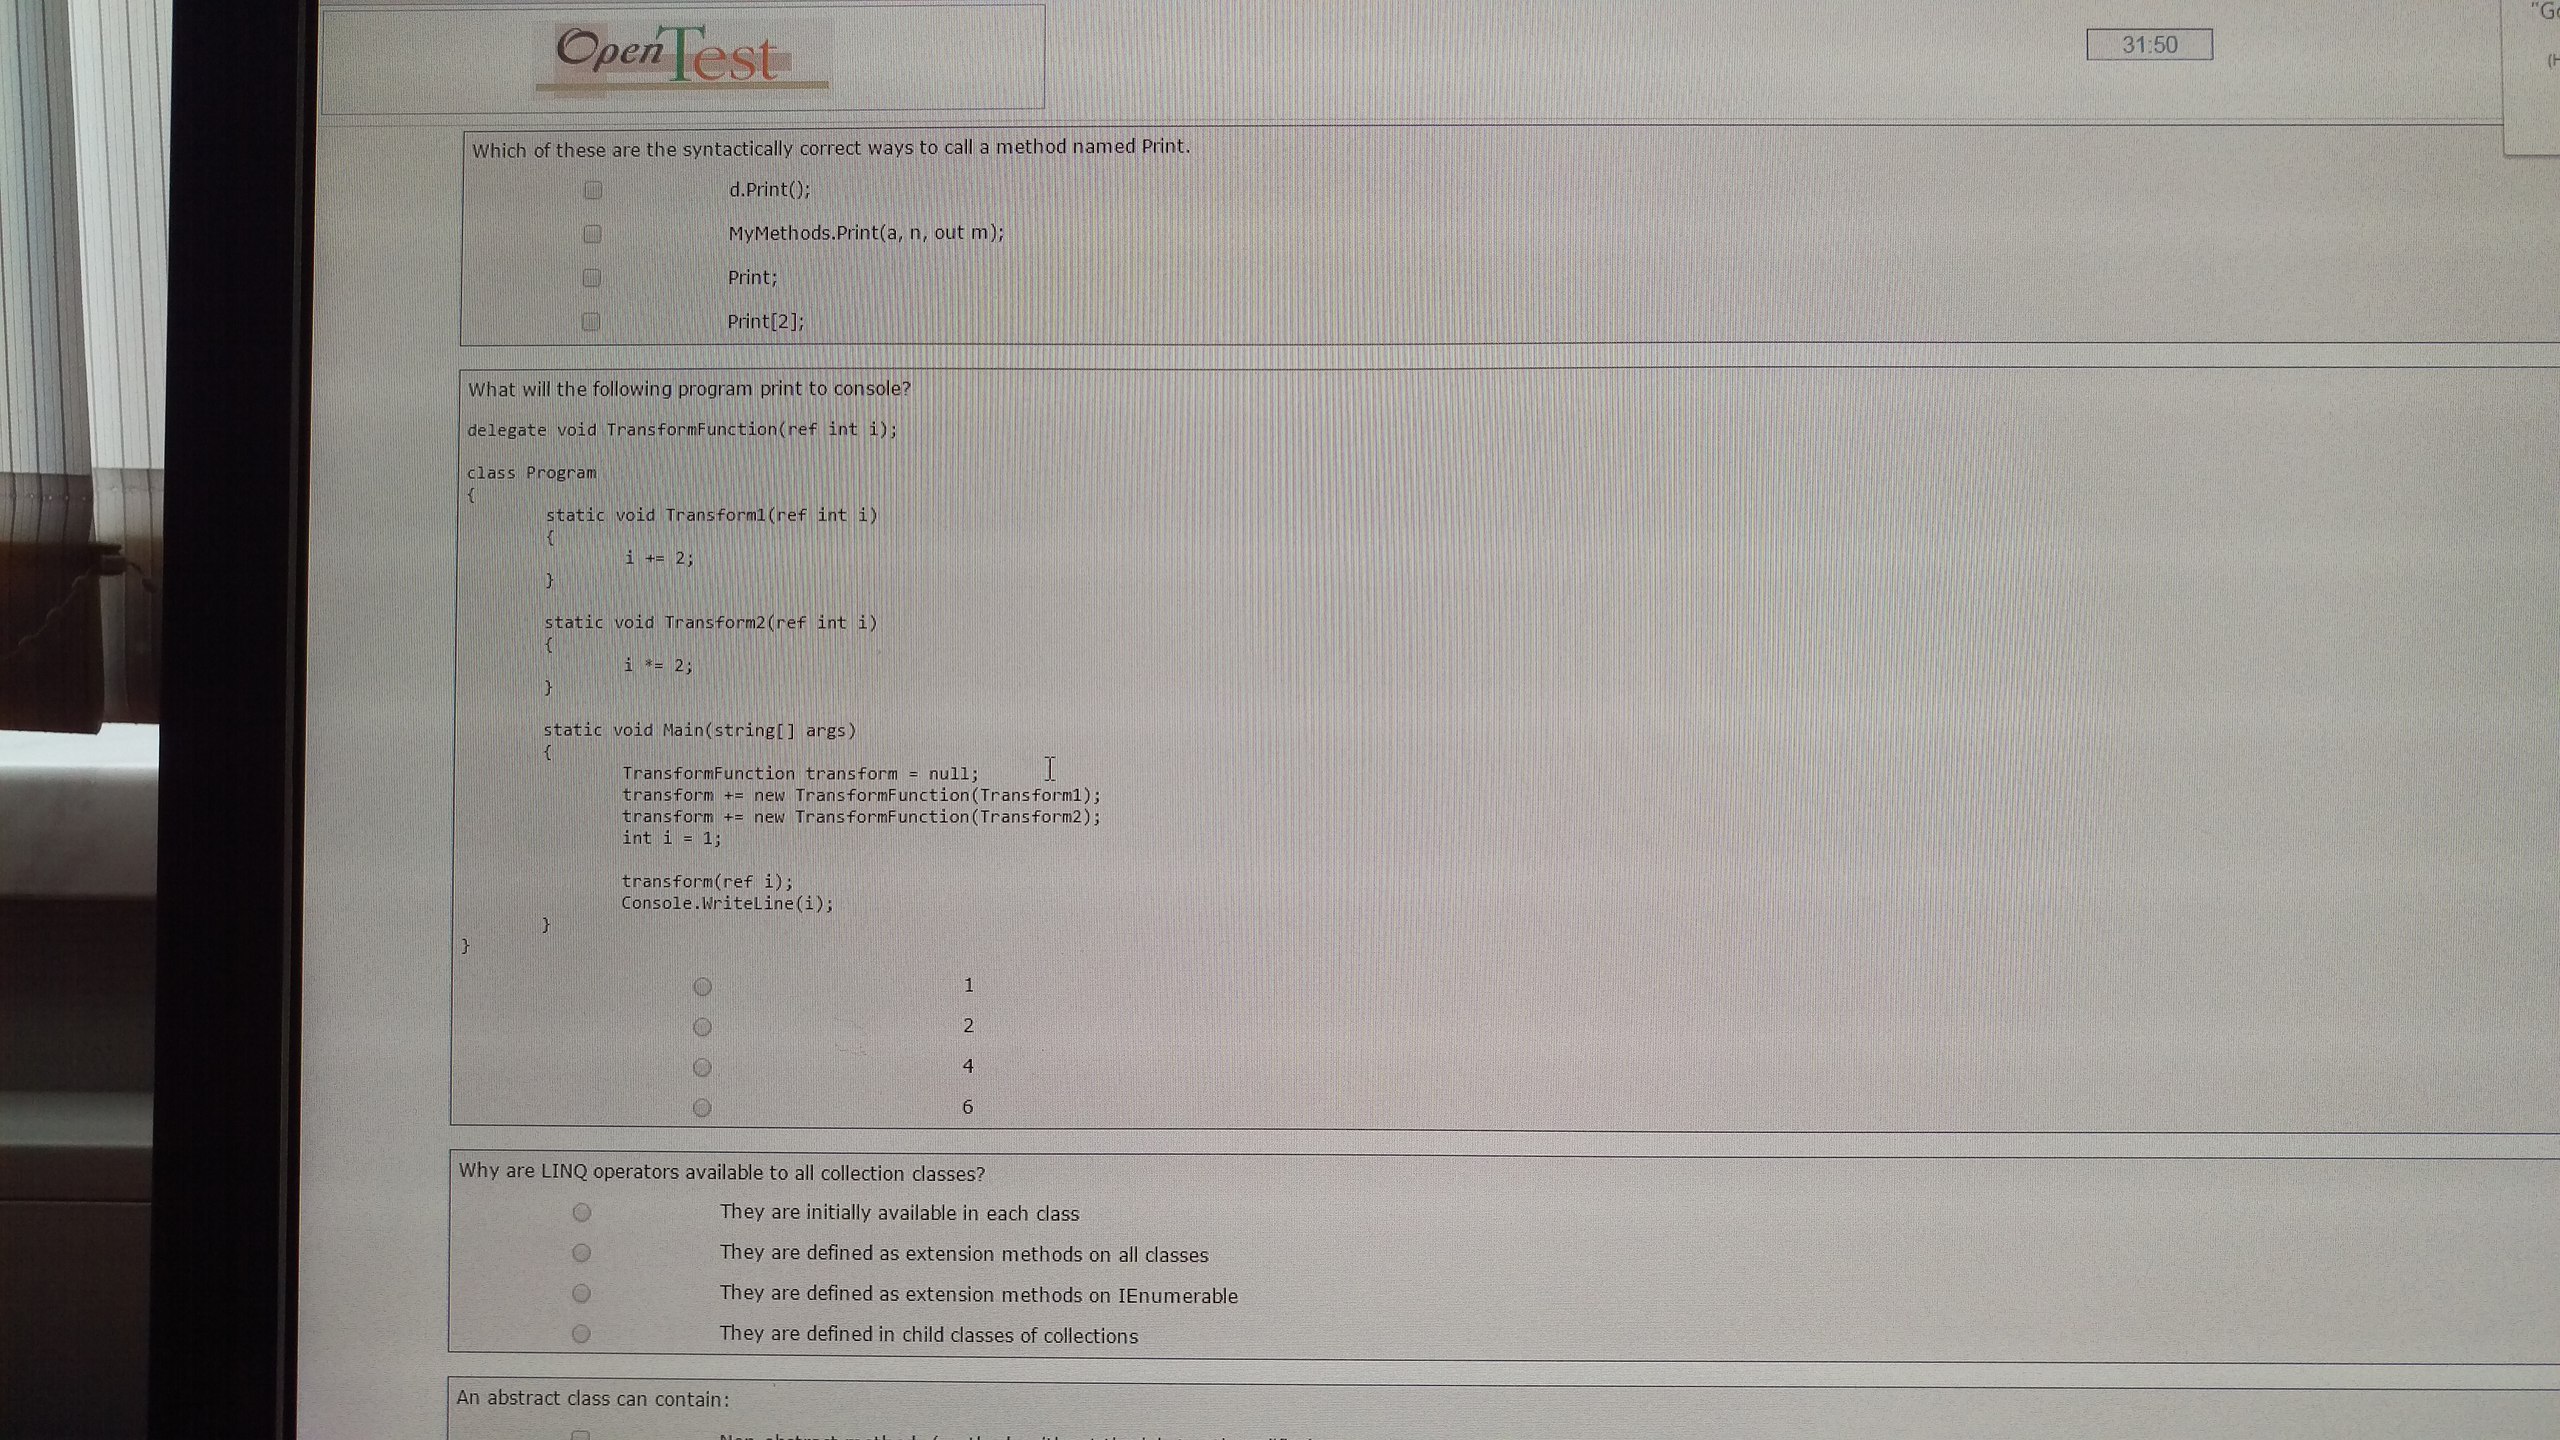 OpenTest
31:50
"Go
(H
Which of these are the syntactically correct ways to call a method named Print.
d.Print();
MyMethods.Print(a, n, out m);
Print;
Print[2];
What will the following program print to console?
delegate void TransformFunction(ref int i);
class Program
{
static void Transform1(ref int i)
{
i += 2;
}
static void Transform2(ref int i)
{
i *= 2;
}
static void Main(string[] args)
{
TransformFunction transform = null;
transform += new TransformFunction(Transform1);
transform += new TransformFunction(Transform2);
int i = 1;
transform(ref i);
Console.WriteLine(i);
}
}
1
2
4
6
Why are LINQ operators available to all collection classes?
They are initially available in each class
They are defined as extension methods on all classes
They are defined as extension methods on IEnumerable
They are defined in child classes of collections
An abstract class can contain: